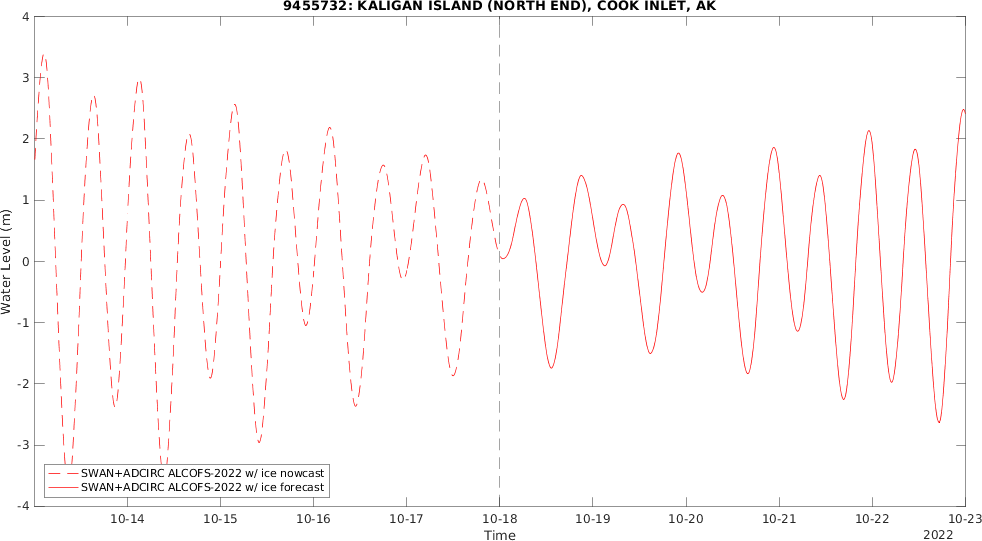 9455732: KALIGAN ISLAND (NORTH END), COOK INLET, AK
4
3
2
1
0
-1
-2
-3
-4
Water Level (m)
SWAN+ADCIRC ALCOFS-2022 w/ ice nowcast
SWAN+ADCIRC ALCOFS-2022 w/ ice forecast
10-14 10-15 10-16 10-17 10-18 10-19 10-20 10-21 10-22 10-23
Time
2022